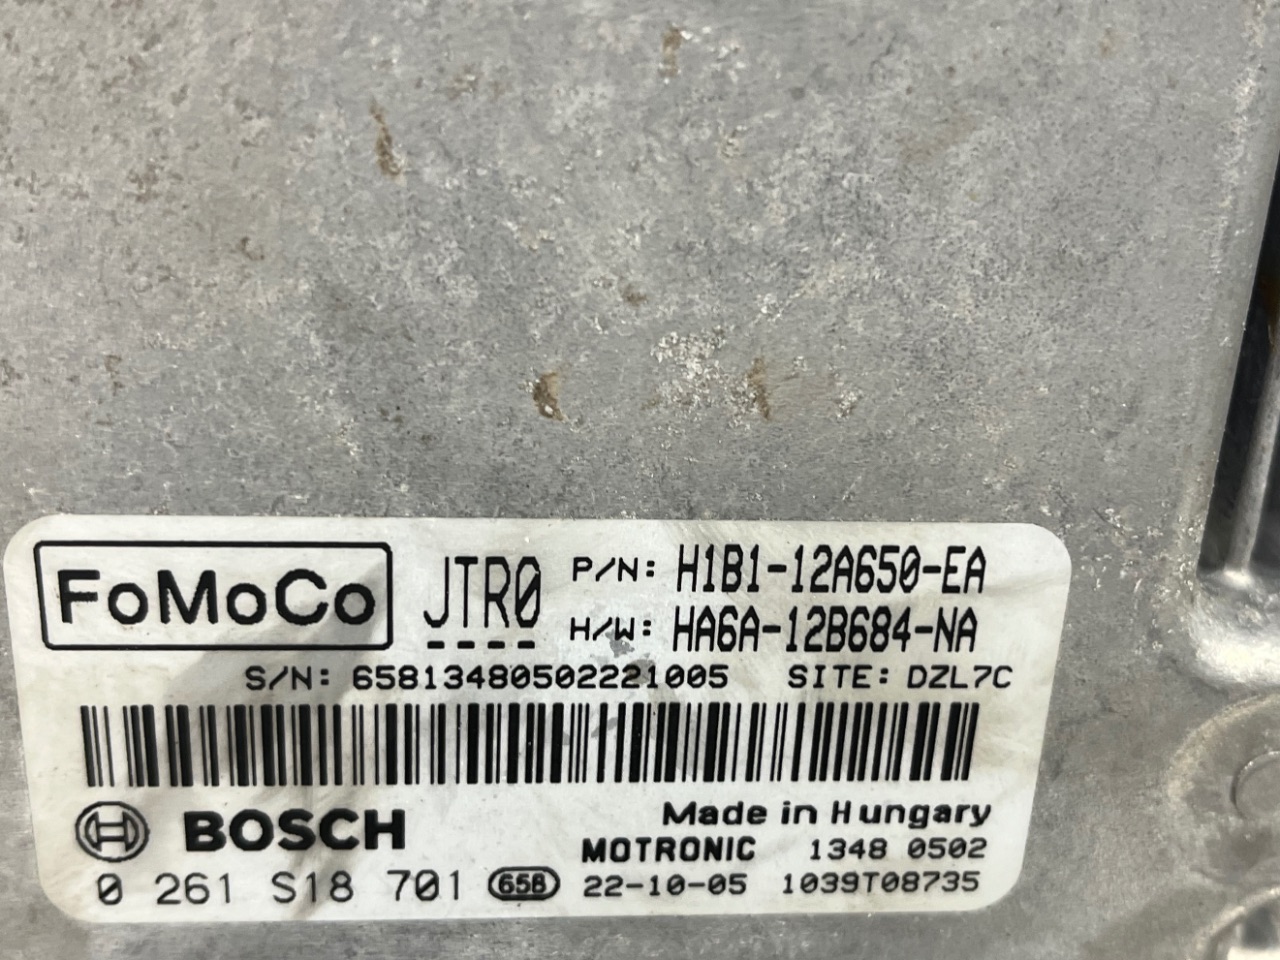 FoMoCo JTR0 P/N: H1B1-12A650-EA
H/W: HA6A-12B684-NA
S/N: 65813480502221005 SITE: DZL7C
BOSCH Made in Hungary
MOTRONIC 1348 0502
0 261 S18 701 658 22-10-05 1039T08735